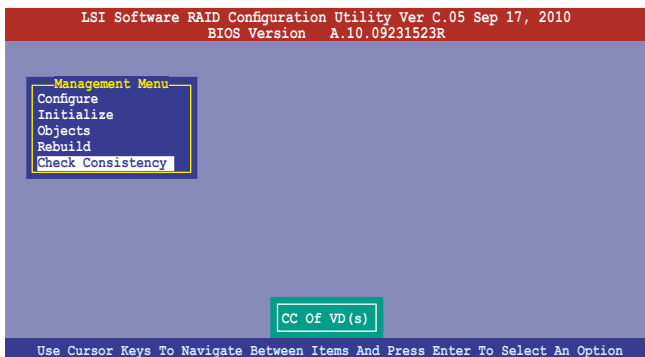 LSI Software RAID Configuration Utility Ver C.05 Sep 17, 2010
BIOS Version A.10.09231523R
Management Menu
Configure
Initialize
Objects
Rebuild
Check Consistency
CC Of VD(s)
Use Cursor Keys To Navigate Between Items And Press Enter To Select An Option